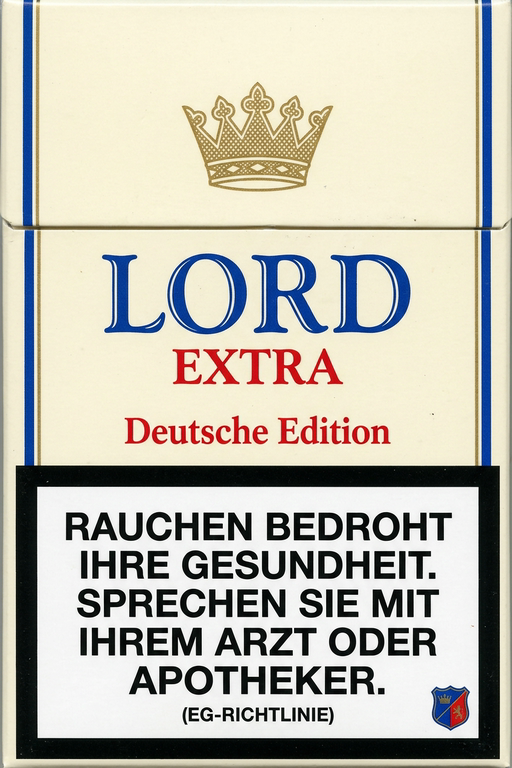 LORD
EXTRA
Deutsche Edition
RAUCHEN BEDROHT
IHRE GESUNDHEIT.
SPRECHEN SIE MIT
IHREM ARZT ODER
APOTHEKER.
(EG-RICHTLINIE)